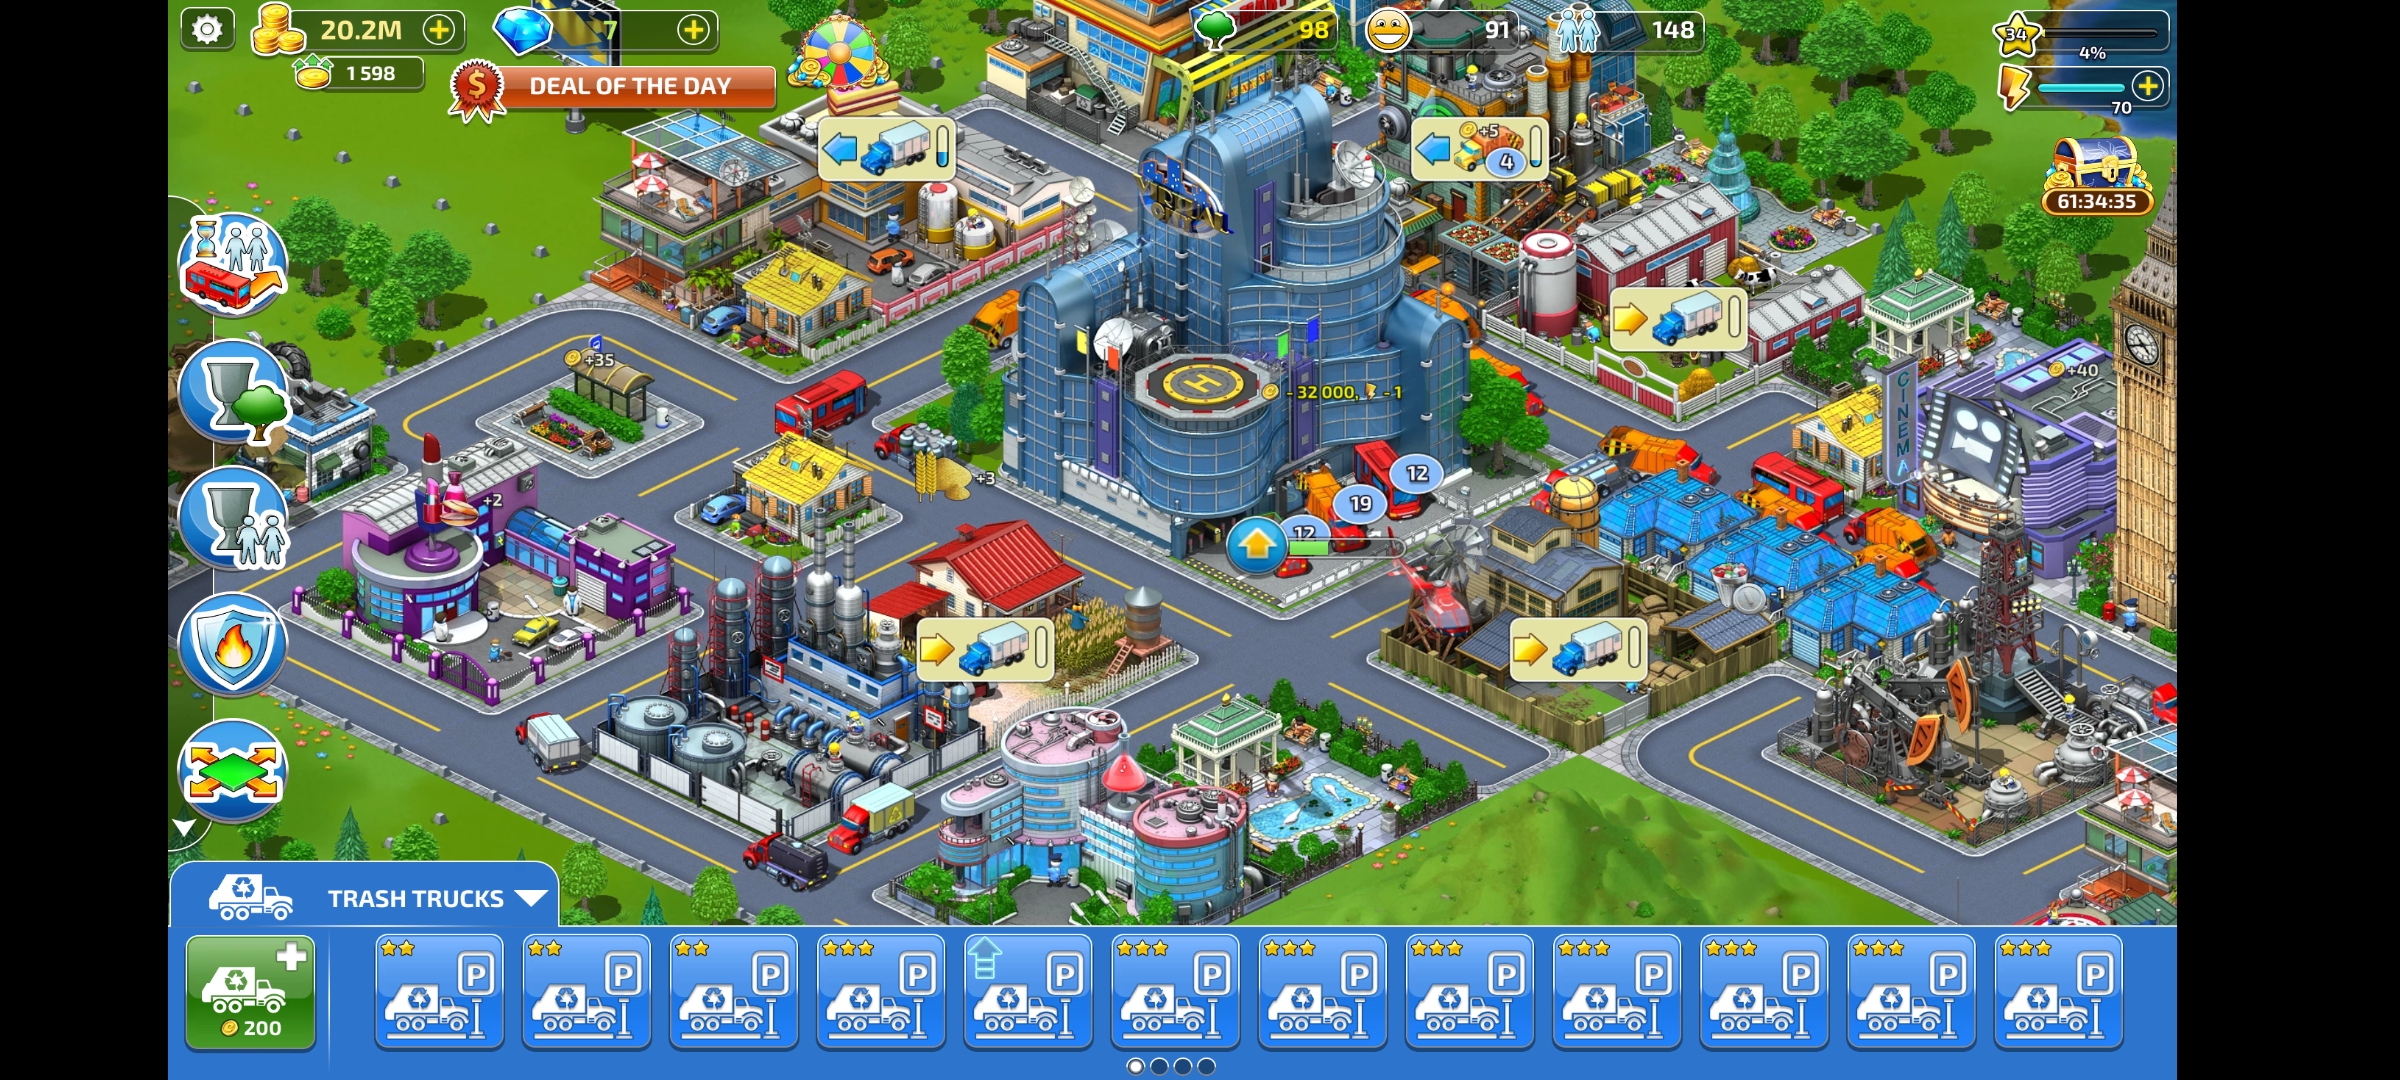 20.2M
7
98
91
148
34
4%
1 598
DEAL OF THE DAY
70
+5
4
61:34:35
+35
+40
CINEMA
H
- 32 000, -1
12
+3
+2
19
12
-1
TRASH TRUCKS
200
P
P
P
P
P
P
P
P
P
P
P
P